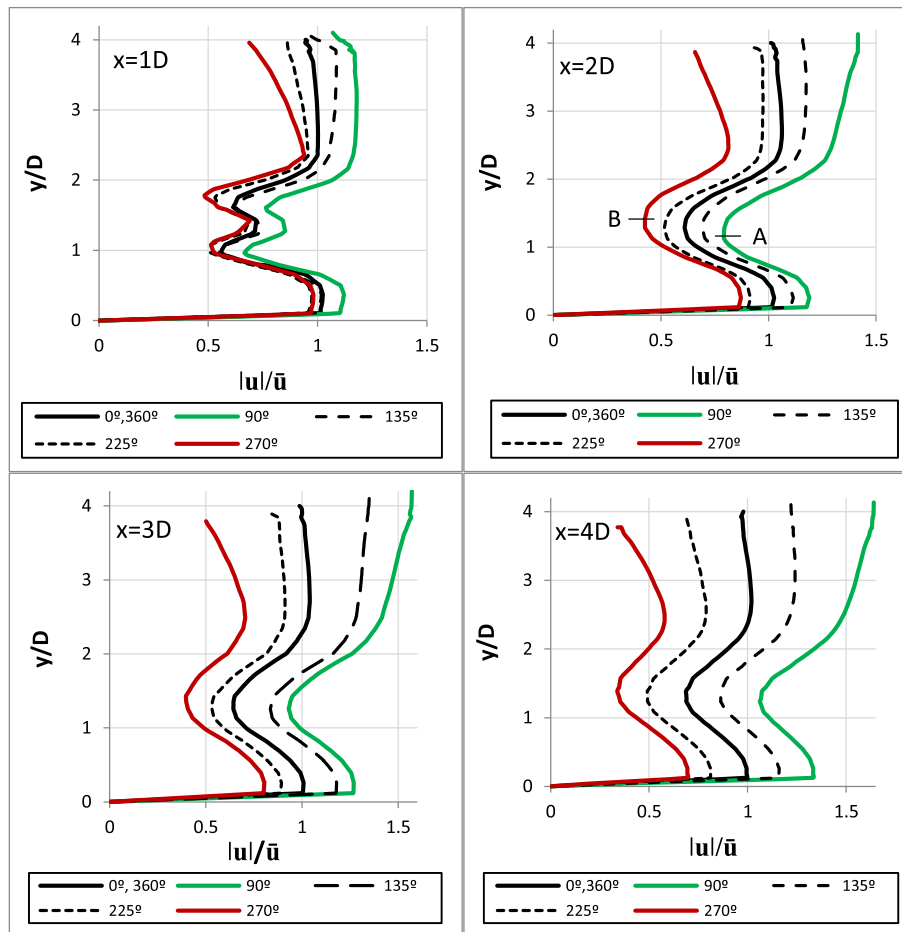 x=1D
y/D
4
3
2
1
0
0 0.5 1 1.5
|u|/ū
0º,360º 90º 135º
225º 270º
x=2D
y/D
4
3
2
1
0
B
A
0 0.5 1 1.5
|u|/ū
0º,360º 90º 135º
225º 270º
x=3D
y/D
4
3
2
1
0
0 0.5 1 1.5
|u|/ū
0º, 360º 90º 135º
225º 270º
x=4D
y/D
4
3
2
1
0
0 0.5 1 1.5
|u|/ū
0º,360º 90º 135º
225º 270º